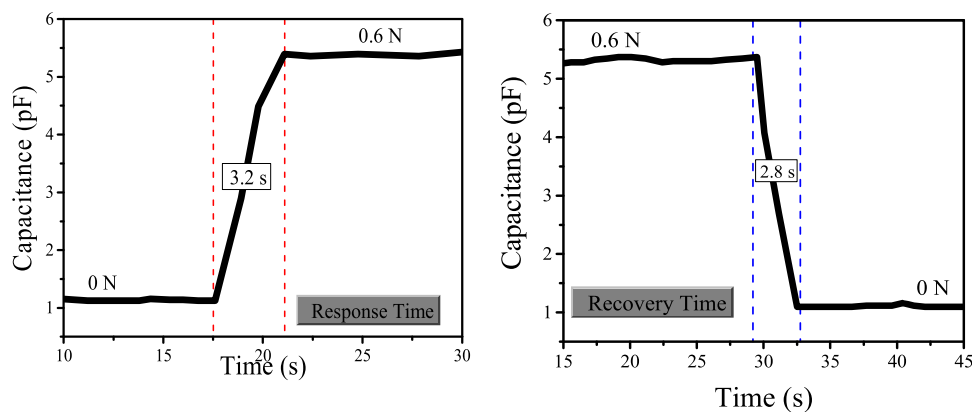 6
5
4
3
2
1
Capacitance (pF)
0.6 N
3.2 s
0 N
Response Time
10 15 20 25 30
Time (s)
6
5
4
3
2
1
Capacitance (pF)
0.6 N
2.8 s
0 N
Recovery Time
15 20 25 30 35 40 45
Time (s)